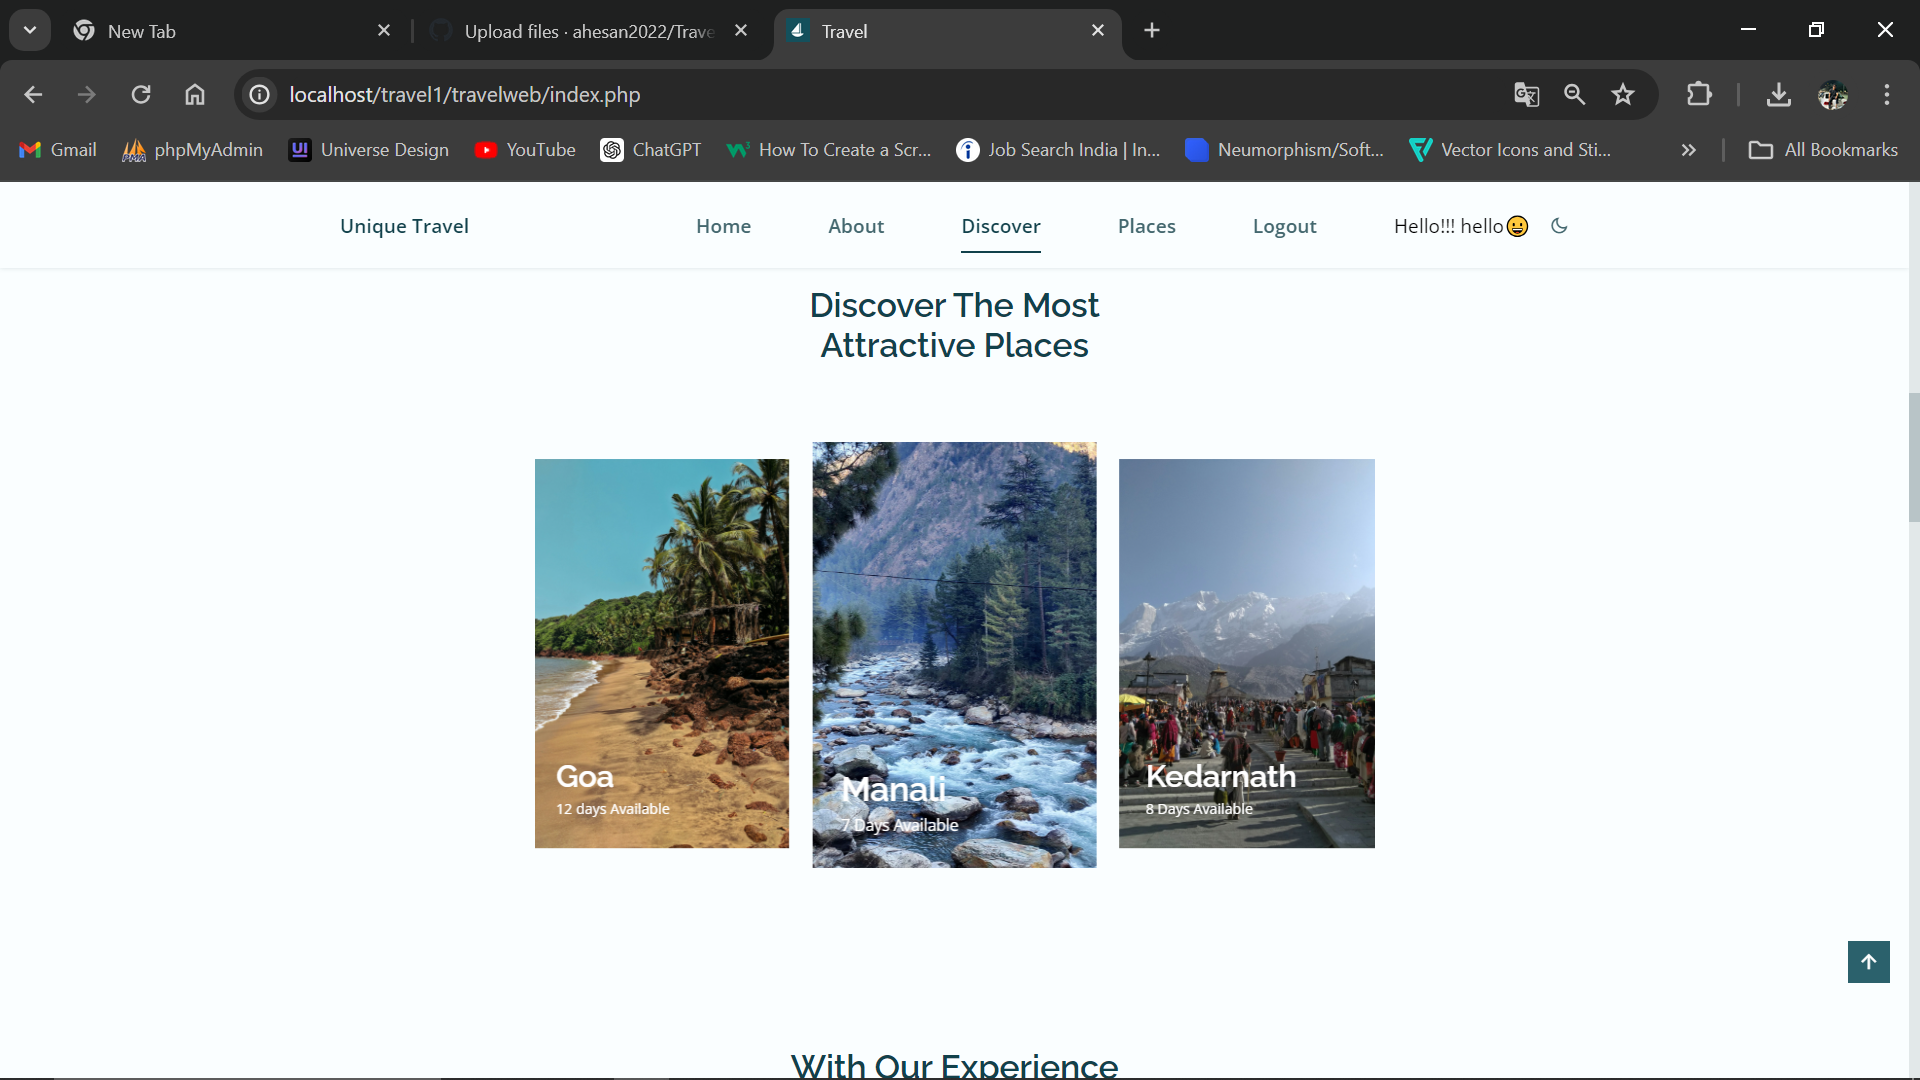 New Tab
Upload files · ahesan2022/Trave
Travel
localhost/travel1/travelweb/index.php
Gmail
phpMyAdmin
Universe Design
YouTube
ChatGPT
How To Create a Scr...
Job Search India | In...
Neumorphism/Soft...
Vector Icons and Sti...
All Bookmarks
Unique Travel
Home
About
Discover
Places
Logout
Hello!!! hello😀
Discover The Most
Attractive Places
Goa
12 days Available
Manali
7 Days Available
Kedarnath
8 Days Available
With Our Experience